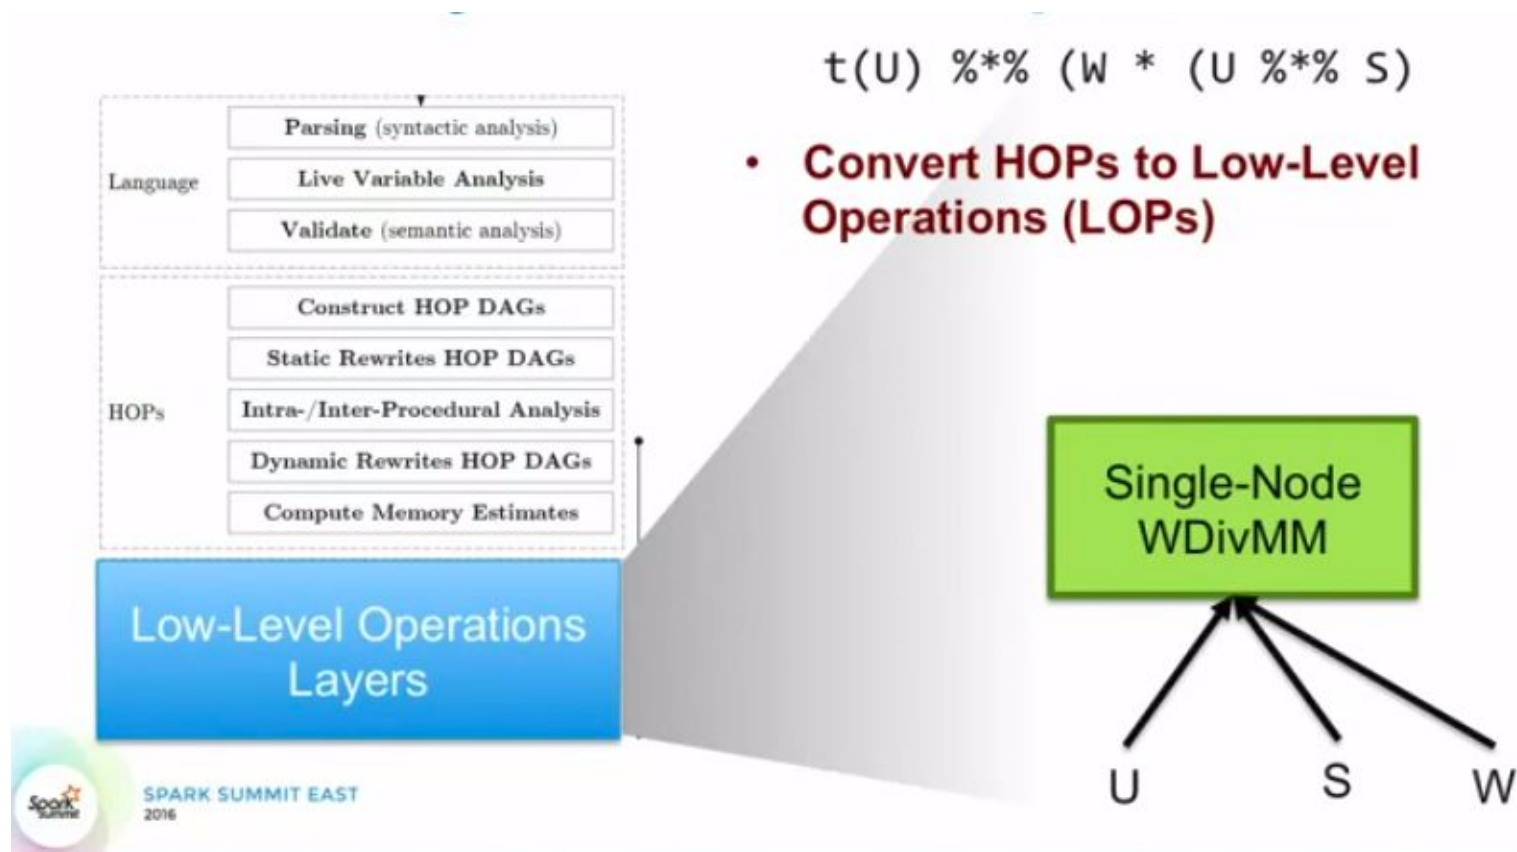 t(U) %*% (W * (U %*% S)
Parsing (syntactic analysis)
Language
Live Variable Analysis
Validate (semantic analysis)
Construct HOP DAGs
Static Rewrites HOP DAGs
HOPs
Intra-/Inter-Procedural Analysis
Dynamic Rewrites HOP DAGs
Compute Memory Estimates
Low-Level Operations
Layers
• Convert HOPs to Low-Level
Operations (LOPs)
Single-Node
WDivMM
U
S
W
Spark
Summit
SPARK SUMMIT EAST
2016